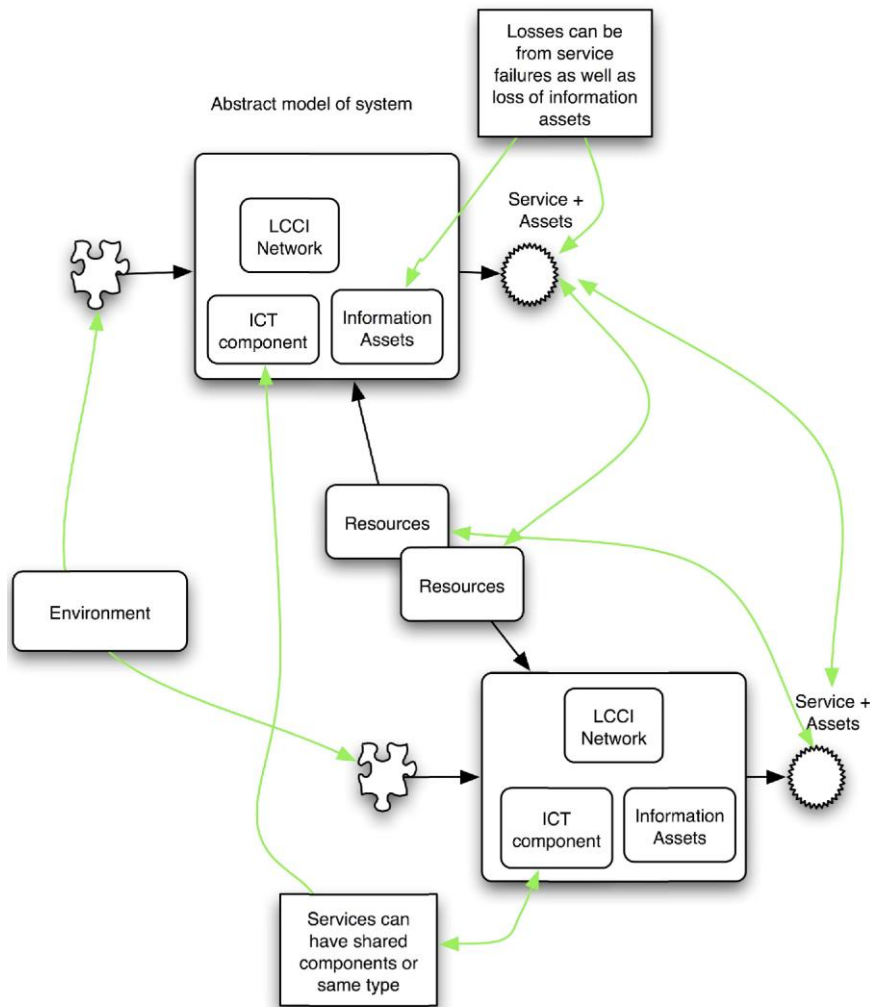 Losses can be
from service
failures as well as
loss of information
assets
Abstract model of system
Service +
Assets
LCCI
Network
ICT
component
Information
Assets
Resources
Resources
Environment
LCCI
Network
Service +
Assets
ICT
component
Information
Assets
Services can
have shared
components or
same type